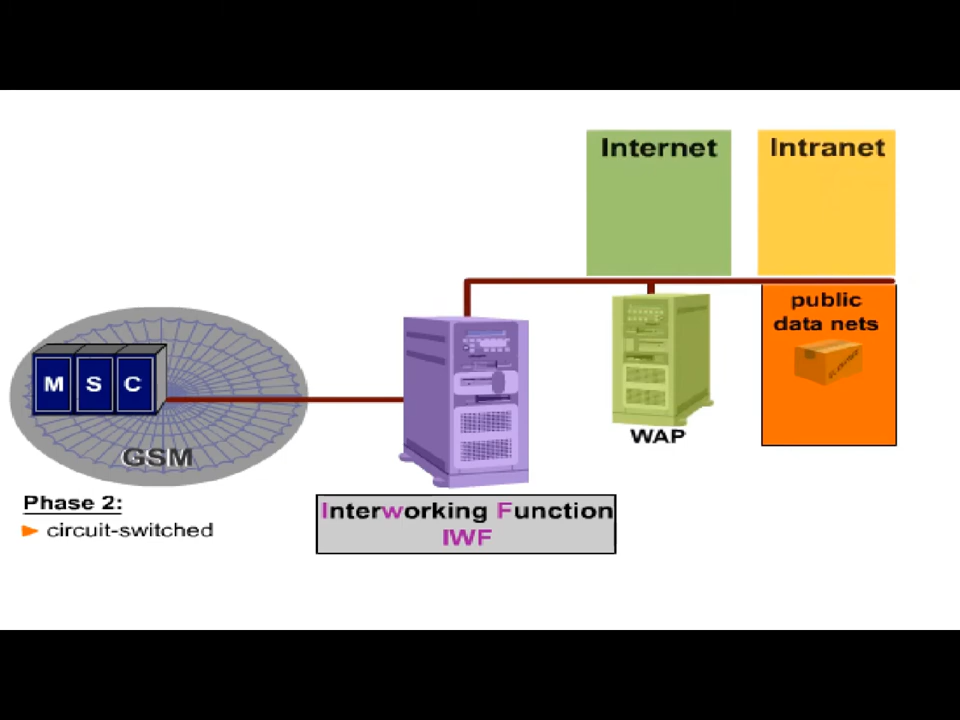 Internet
Intranet
public
data nets
M S C
GSM
WAP
Phase 2:
circuit-switched
Interworking Function
IWF